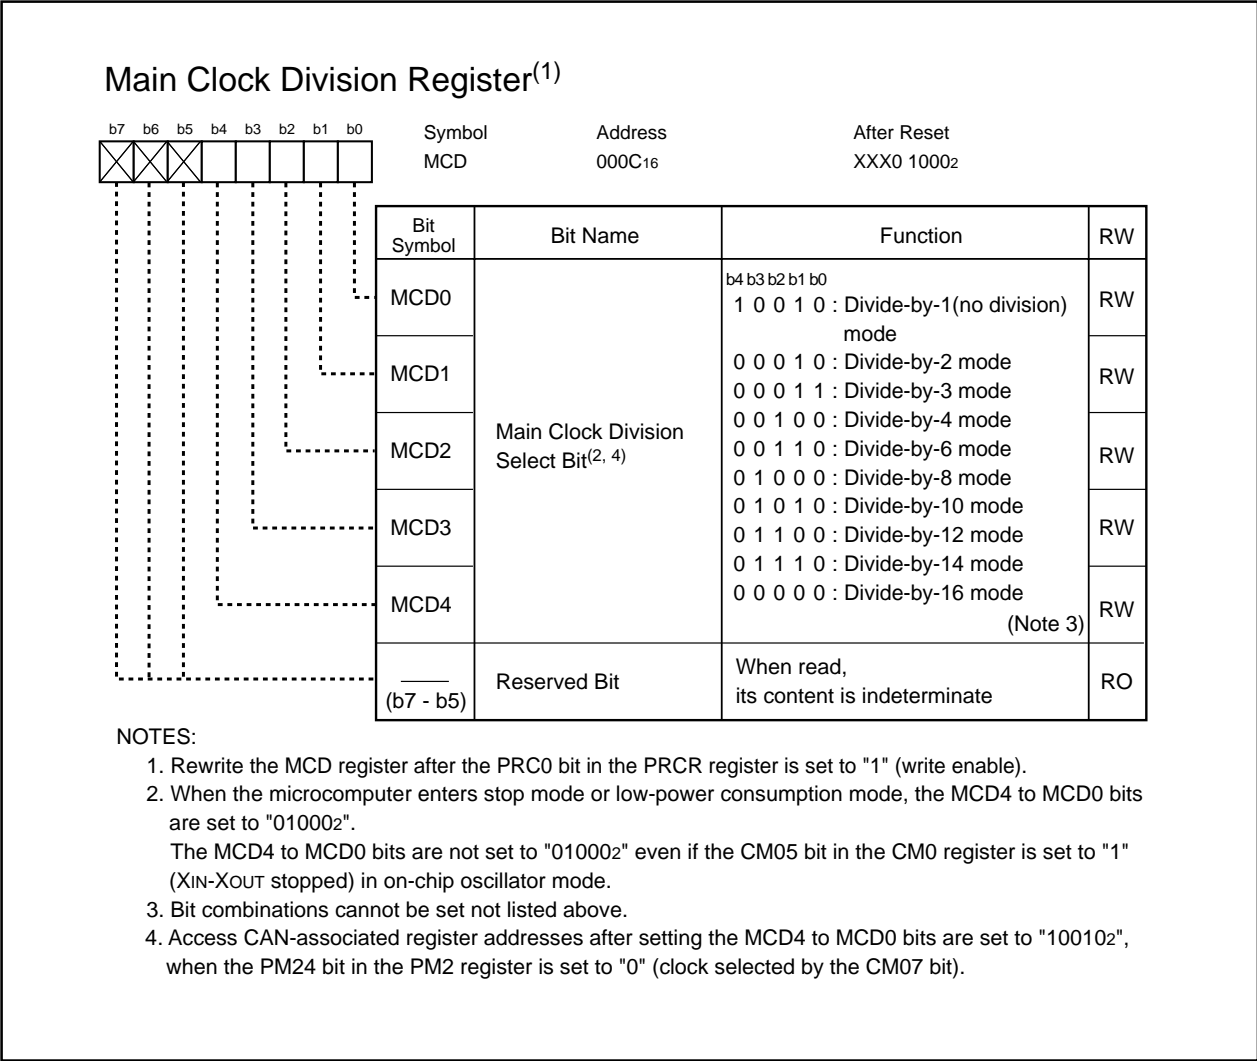 Main Clock Division Register(1)
b7 b6 b5 b4 b3 b2 b1 b0
Symbol Address After Reset
MCD 000C16 XXX0 10002
Bit Symbol Bit Name Function RW
b4 b3 b2 b1 b0
MCD0 1 0 0 1 0 : Divide-by-1(no division) RW
mode
0 0 0 1 0 : Divide-by-2 mode
MCD1 0 0 0 1 1 : Divide-by-3 mode RW
0 0 1 0 0 : Divide-by-4 mode
Main Clock Division
MCD2 0 0 1 1 0 : Divide-by-6 mode RW
Select Bit(2, 4)
0 1 0 0 0 : Divide-by-8 mode
0 1 0 1 0 : Divide-by-10 mode
MCD3 0 1 1 0 0 : Divide-by-12 mode RW
0 1 1 1 0 : Divide-by-14 mode
0 0 0 0 0 : Divide-by-16 mode
MCD4 RW
(Note 3)
When read,
(b7 - b5) Reserved Bit its content is indeterminate RO
NOTES:
1. Rewrite the MCD register after the PRC0 bit in the PRCR register is set to "1" (write enable).
2. When the microcomputer enters stop mode or low-power consumption mode, the MCD4 to MCD0 bits
are set to "010002".
The MCD4 to MCD0 bits are not set to "010002" even if the CM05 bit in the CM0 register is set to "1"
(XIN-XOUT stopped) in on-chip oscillator mode.
3. Bit combinations cannot be set not listed above.
4. Access CAN-associated register addresses after setting the MCD4 to MCD0 bits are set to "100102",
when the PM24 bit in the PM2 register is set to "0" (clock selected by the CM07 bit).